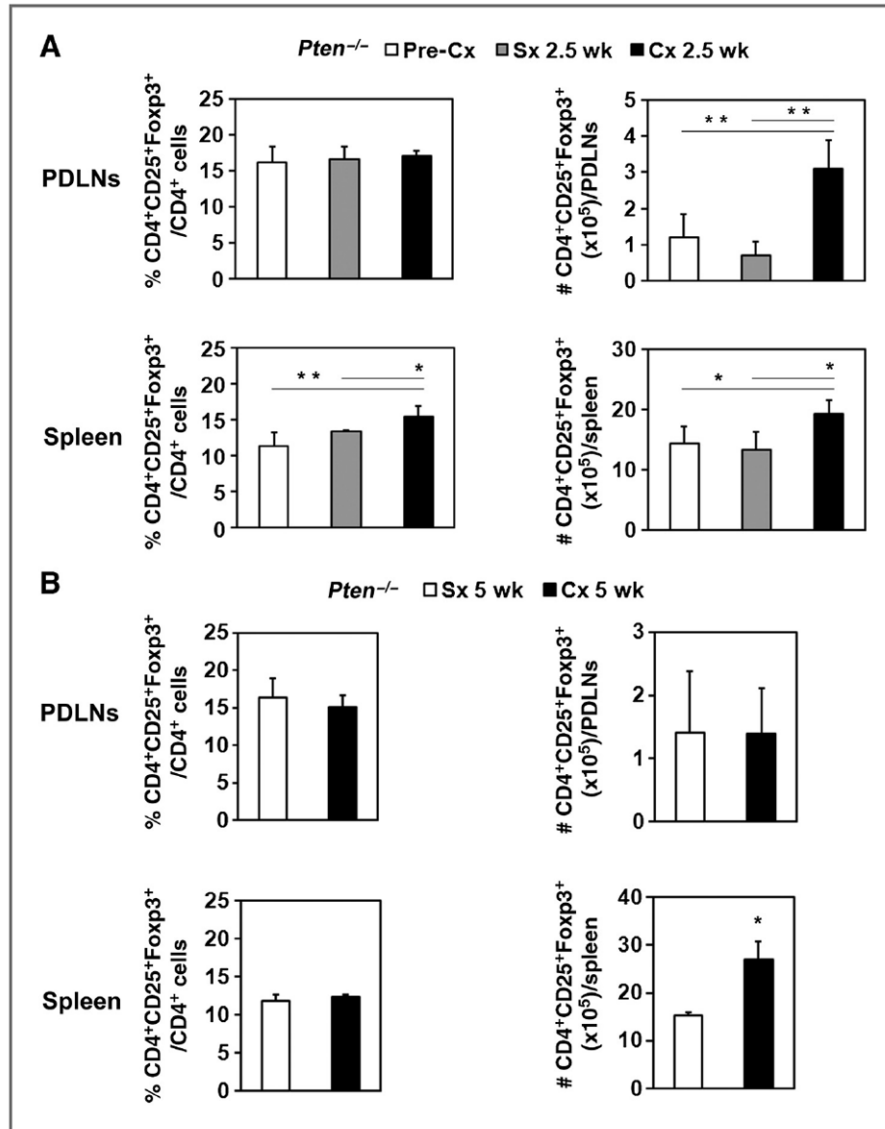 A
Pten–/– Pre-Cx Sx 2.5 wk Cx 2.5 wk
PDLNs
% CD4+CD25+Foxp3+
/CD4+ cells
25
20
15
10
5
0
# CD4+CD25+Foxp3+
(x105)/PDLNs
5
4
3
2
1
0
* *
* *
Spleen
% CD4+CD25+Foxp3+
/CD4+ cells
25
20
15
10
5
0
* *
*
# CD4+CD25+Foxp3+
(x105)/spleen
30
20
10
0
*
*
B
Pten–/– Sx 5 wk Cx 5 wk
PDLNs
% CD4+CD25+Foxp3+
/CD4+ cells
25
20
15
10
5
0
# CD4+CD25+Foxp3+
(x105)/PDLNs
3
2
1
0
Spleen
% CD4+CD25+Foxp3+
/CD4+ cells
25
20
15
10
5
0
# CD4+CD25+Foxp3+
(x105)/spleen
40
30
20
10
0
*